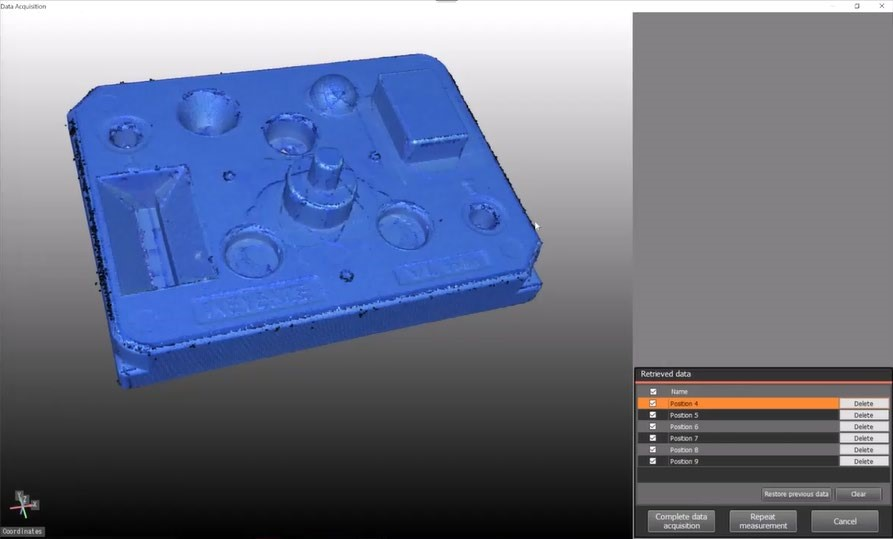 Data Acquisition
Retrieved data
Name
Position 4 Delete
Position 5 Delete
Position 6 Delete
Position 7 Delete
Position 8 Delete
Position 9 Delete
Restore previous data Clear
Complete data
acquisition
Repeat
measurement
Cancel
Coordinates